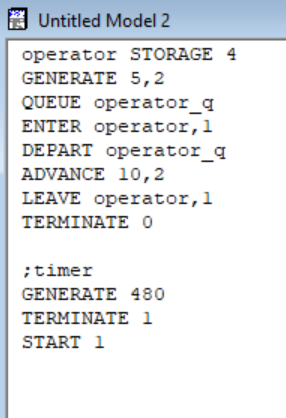 Untitled Model 2
operator STORAGE 4
GENERATE 5,2
QUEUE operator_q
ENTER operator,1
DEPART operator_q
ADVANCE 10,2
LEAVE operator,1
TERMINATE 0
;timer
GENERATE 480
TERMINATE 1
START 1